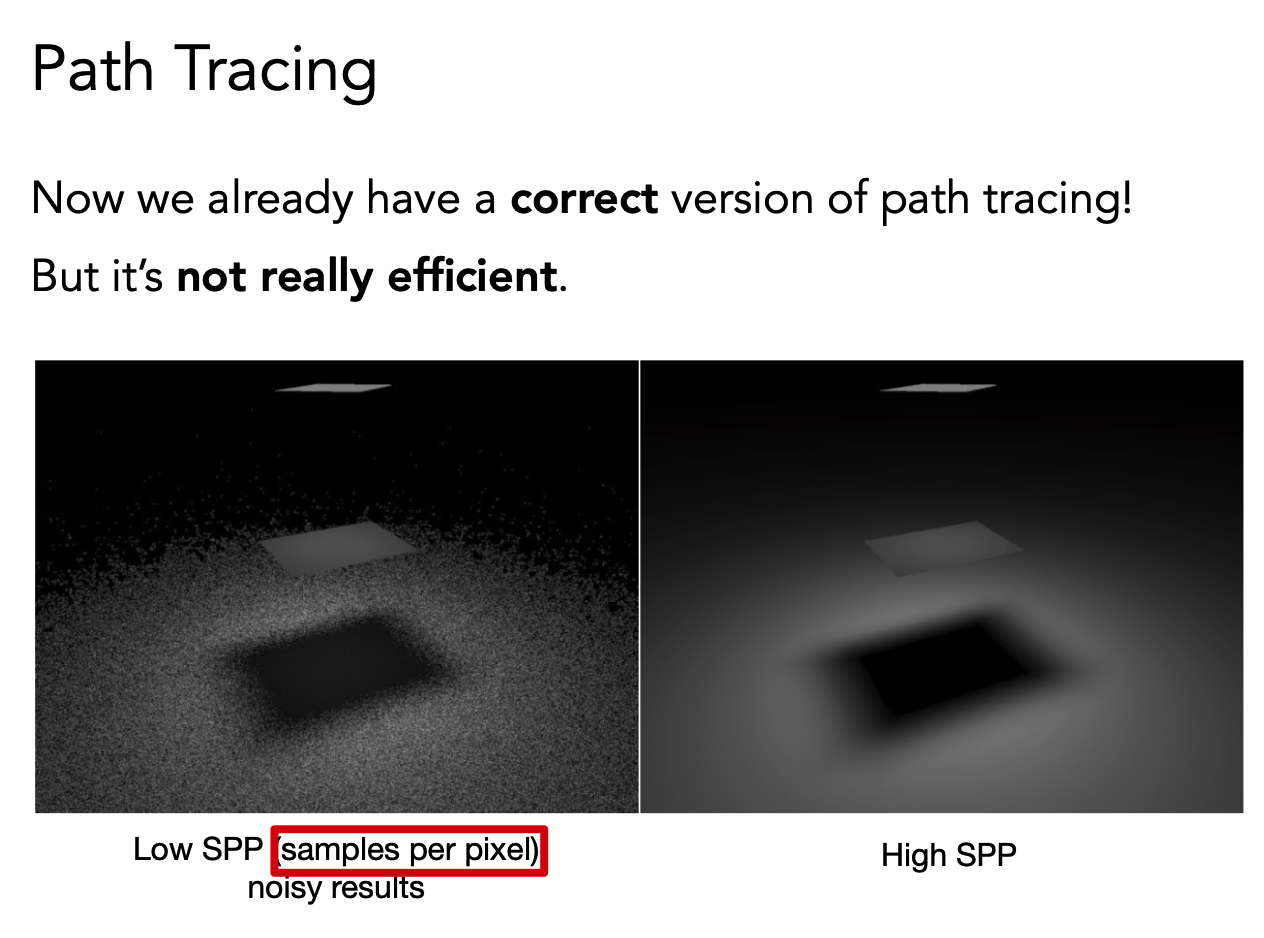 Path Tracing
Now we already have a correct version of path tracing!
But it’s not really efficient.
Low SPP (samples per pixel)
noisy results
High SPP